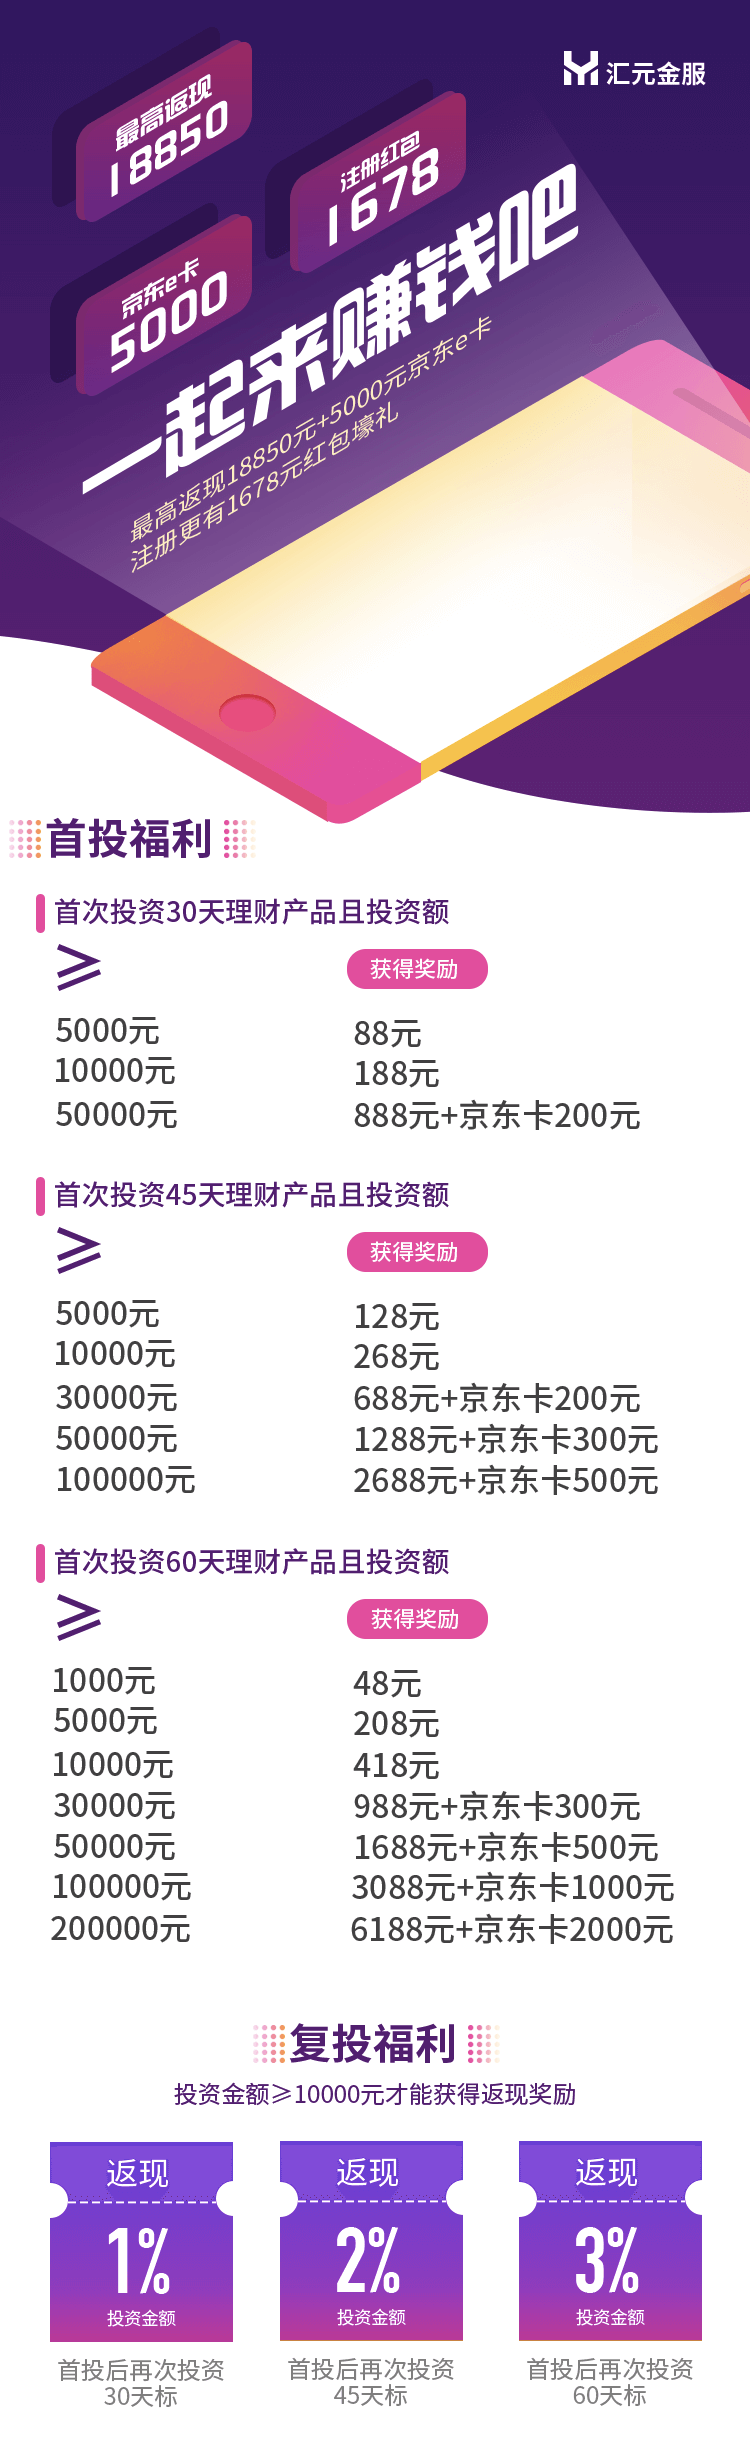 汇元金服
最高返现
18850
注册红包
1678
京东e卡
5000
一起来赚钱吧
最高返现18850元+5000元京东e卡
注册更有1678元红包壕礼
首投福利
首次投资30天理财产品且投资额
≥ 获得奖励
5000元 88元
10000元 188元
50000元 888元+京东卡200元
首次投资45天理财产品且投资额
≥ 获得奖励
5000元 128元
10000元 268元
30000元 688元+京东卡200元
50000元 1288元+京东卡300元
100000元 2688元+京东卡500元
首次投资60天理财产品且投资额
≥ 获得奖励
1000元 48元
5000元 208元
10000元 418元
30000元 988元+京东卡300元
50000元 1688元+京东卡500元
100000元 3088元+京东卡1000元
200000元 6188元+京东卡2000元
复投福利
投资金额≥10000元才能获得返现奖励
返现
1%
投资金额
首投后再次投资
30天标
返现
2%
投资金额
首投后再次投资
45天标
返现
3%
投资金额
首投后再次投资
60天标